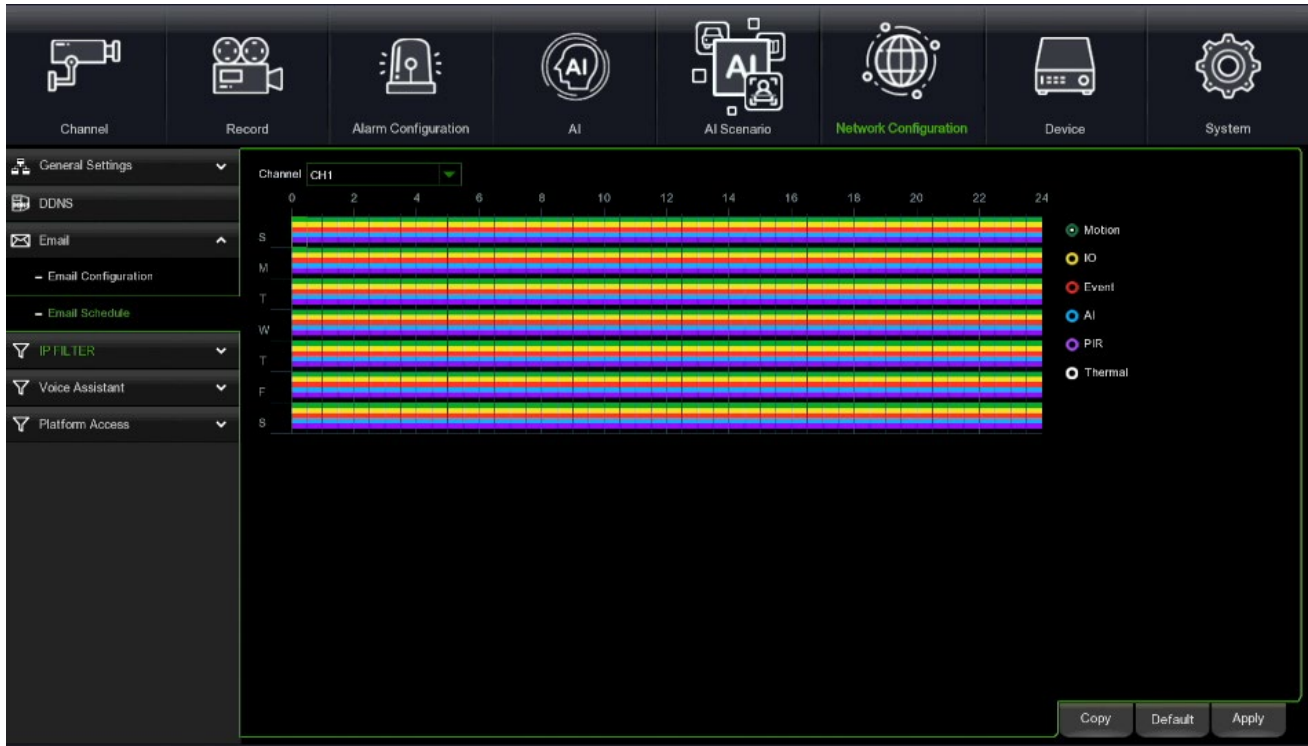 Channel
Record
Alarm Configuration
AI
AI Scenario
Network Configuration
Device
System
General Settings
DDNS
Email
Email Configuration
Email Schedule
IP FILTER
Voice Assistant
Platform Access
Channel CH1
0 2 4 6 8 10 12 14 16 18 20 22 24
S
M
T
W
T
F
S
Motion
IO
Event
AI
PIR
Thermal
Copy
Default
Apply